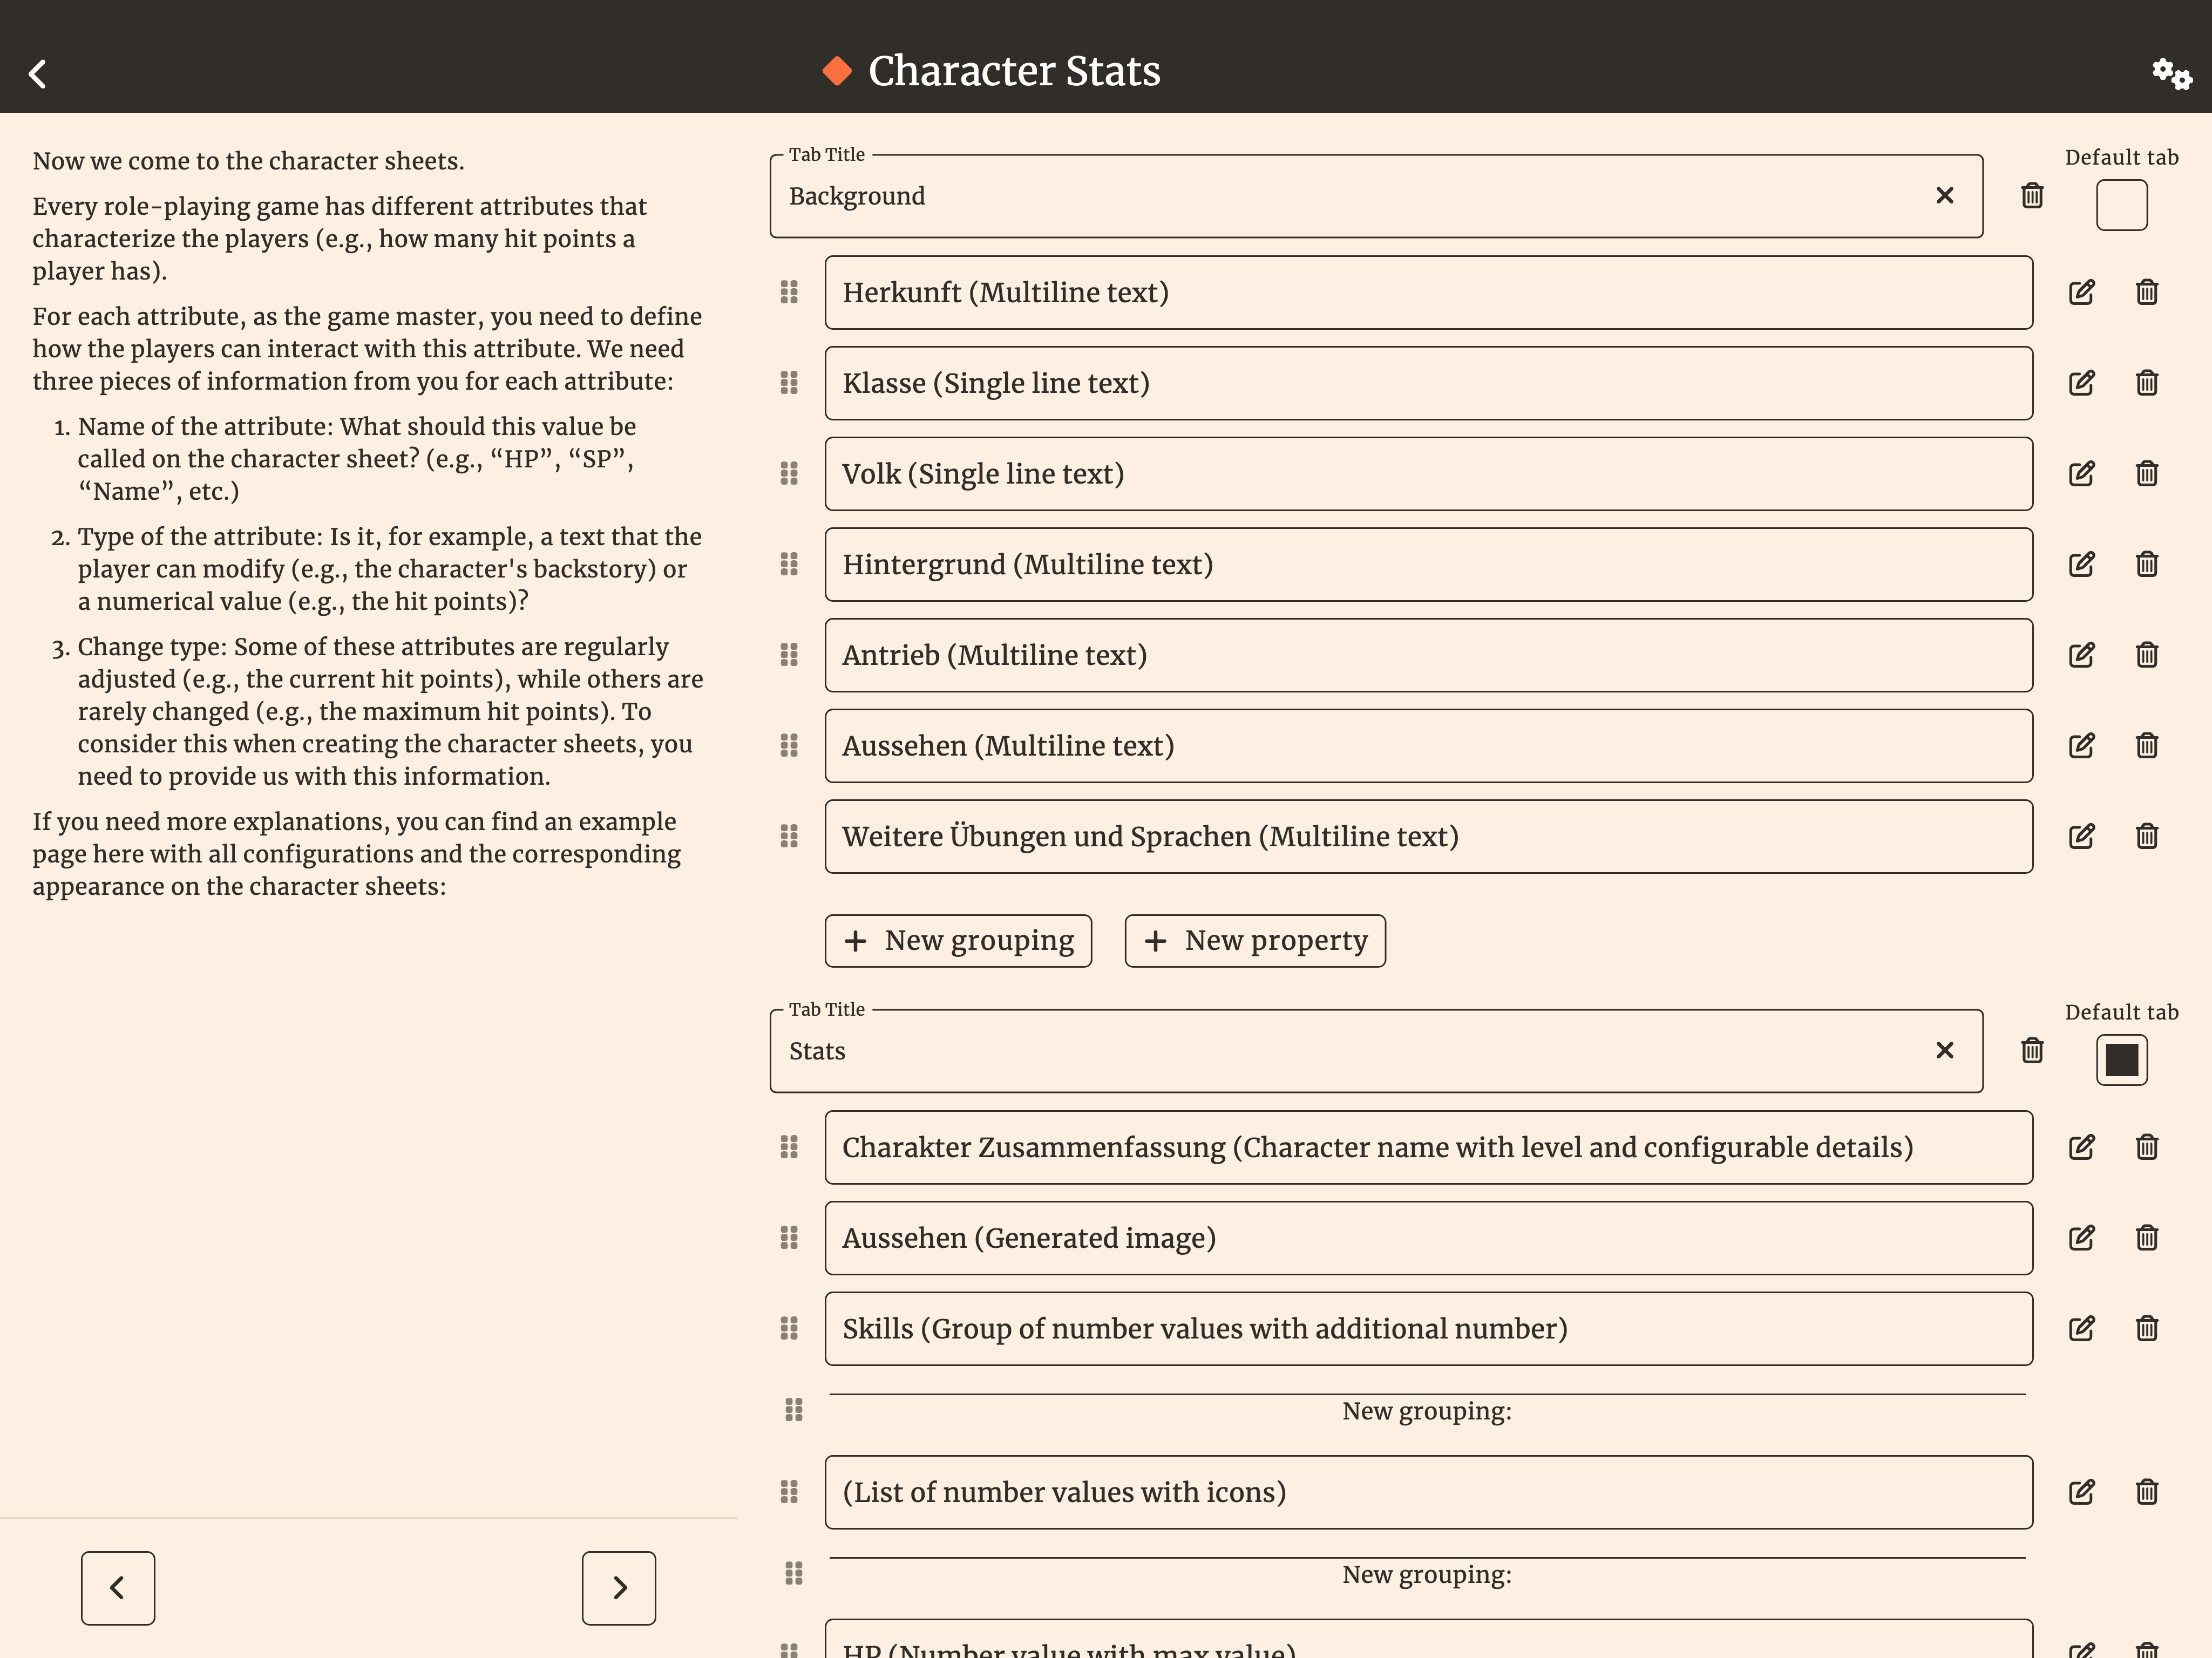 Character Stats
Now we come to the character sheets.
Every role-playing game has different attributes that
characterize the players (e.g., how many hit points a
player has).
For each attribute, as the game master, you need to define
how the players can interact with this attribute. We need
three pieces of information from you for each attribute:
1. Name of the attribute: What should this value be
called on the character sheet? (e.g., “HP”, “SP”,
“Name”, etc.)
2. Type of the attribute: Is it, for example, a text that the
player can modify (e.g., the character's backstory) or
a numerical value (e.g., the hit points)?
3. Change type: Some of these attributes are regularly
adjusted (e.g., the current hit points), while others are
rarely changed (e.g., the maximum hit points). To
consider this when creating the character sheets, you
need to provide us with this information.
If you need more explanations, you can find an example
page here with all configurations and the corresponding
appearance on the character sheets:
Tab Title
Default tab
Background
Herkunft (Multiline text)
Klasse (Single line text)
Volk (Single line text)
Hintergrund (Multiline text)
Antrieb (Multiline text)
Aussehen (Multiline text)
Weitere Übungen und Sprachen (Multiline text)
+ New grouping
+ New property
Tab Title
Default tab
Stats
Charakter Zusammenfassung (Character name with level and configurable details)
Aussehen (Generated image)
Skills (Group of number values with additional number)
New grouping:
(List of number values with icons)
New grouping:
HP (Number value with max value)